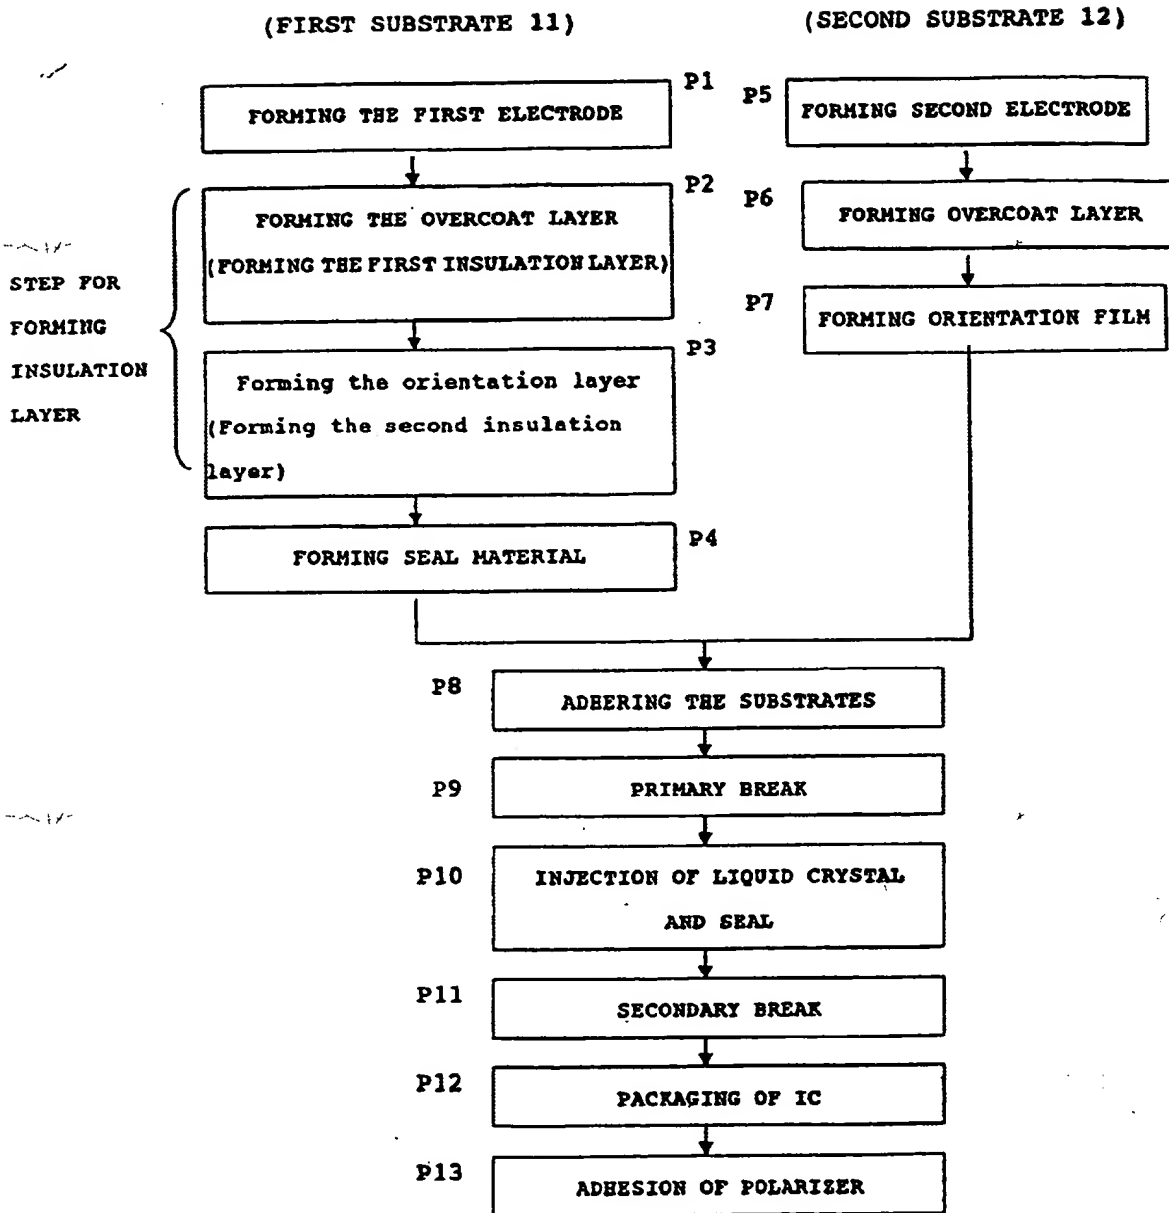 (FIRST SUBSTRATE 11)
(SECOND SUBSTRATE 12)
P1
FORMING THE FIRST ELECTRODE
P2
FORMING THE OVERCOAT LAYER
(FORMING THE FIRST INSULATION LAYER)
STEP FOR
FORMING
INSULATION
LAYER
P3
Forming the orientation layer
(Forming the second insulation
layer)
P4
FORMING SEAL MATERIAL
P5
FORMING SECOND ELECTRODE
P6
FORMING OVERCOAT LAYER
P7
FORMING ORIENTATION FILM
P8
ADHERING THE SUBSTRATES
P9
PRIMARY BREAK
P10
INJECTION OF LIQUID CRYSTAL
AND SEAL
P11
SECONDARY BREAK
P12
PACKAGING OF IC
P13
ADHESION OF POLARIZER